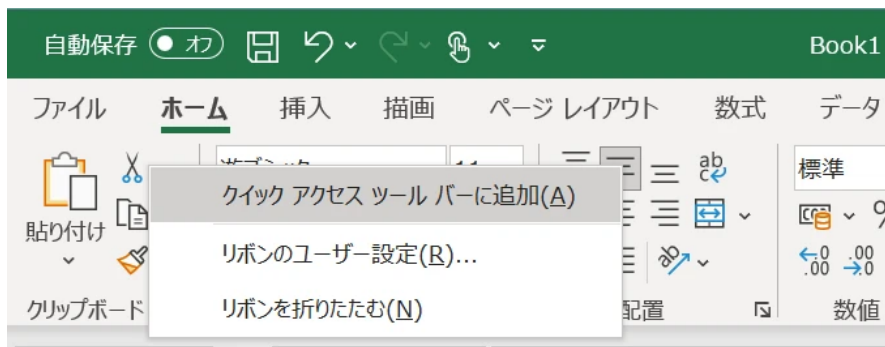 自動保存 オフ Book1
ファイル ホーム 挿入 描画 ページ レイアウト 数式 データ
標準
クイック アクセス ツール バーに追加(A)
貼り付け
リボンのユーザー設定(R)...
リボンを折りたたむ(N)
クリップボード 配置 数値